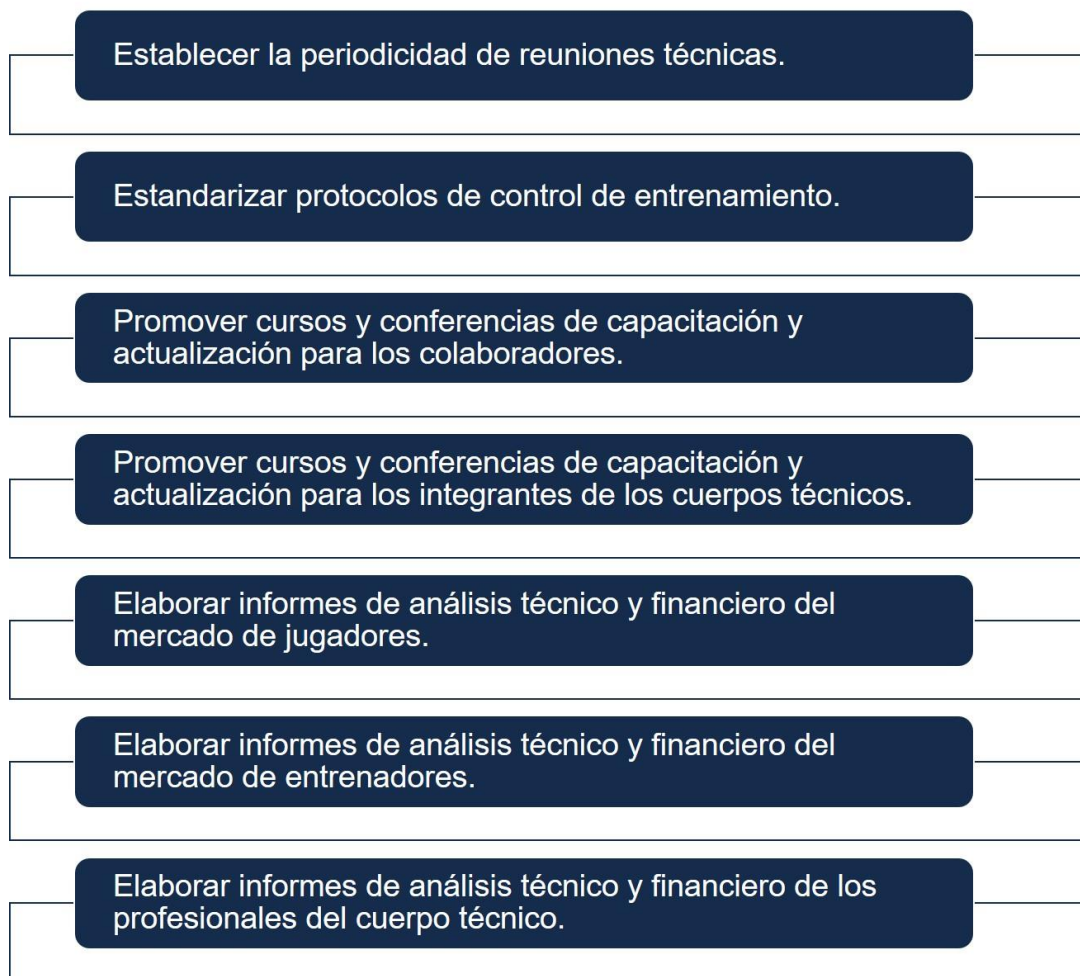 Establecer la periodicidad de reuniones técnicas.
Estandarizar protocolos de control de entrenamiento.
Promover cursos y conferencias de capacitación y
actualización para los colaboradores.
Promover cursos y conferencias de capacitación y
actualización para los integrantes de los cuerpos técnicos.
Elaborar informes de análisis técnico y financiero del
mercado de jugadores.
Elaborar informes de análisis técnico y financiero del
mercado de entrenadores.
Elaborar informes de análisis técnico y financiero de los
profesionales del cuerpo técnico.